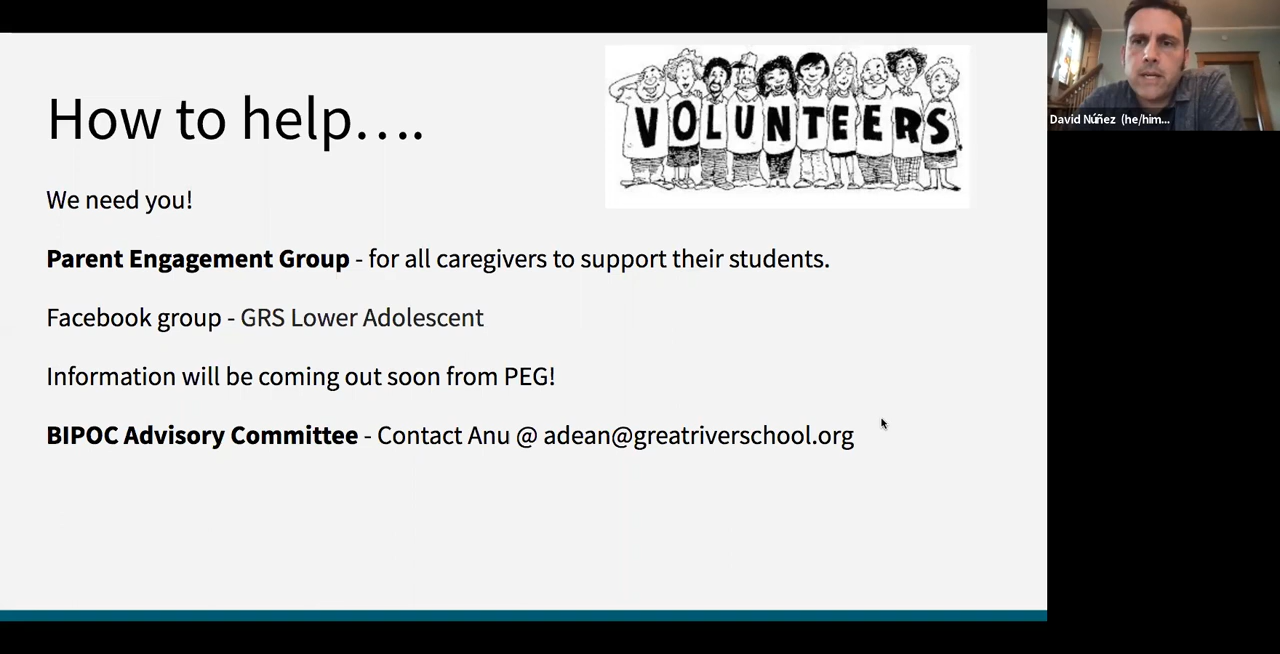 How to help….
VOLUNTEERS
We need you!
Parent Engagement Group - for all caregivers to support their students.
Facebook group - GRS Lower Adolescent
Information will be coming out soon from PEG!
BIPOC Advisory Committee - Contact Anu @ adean@greatriverschool.org
David Núñez (he/him...